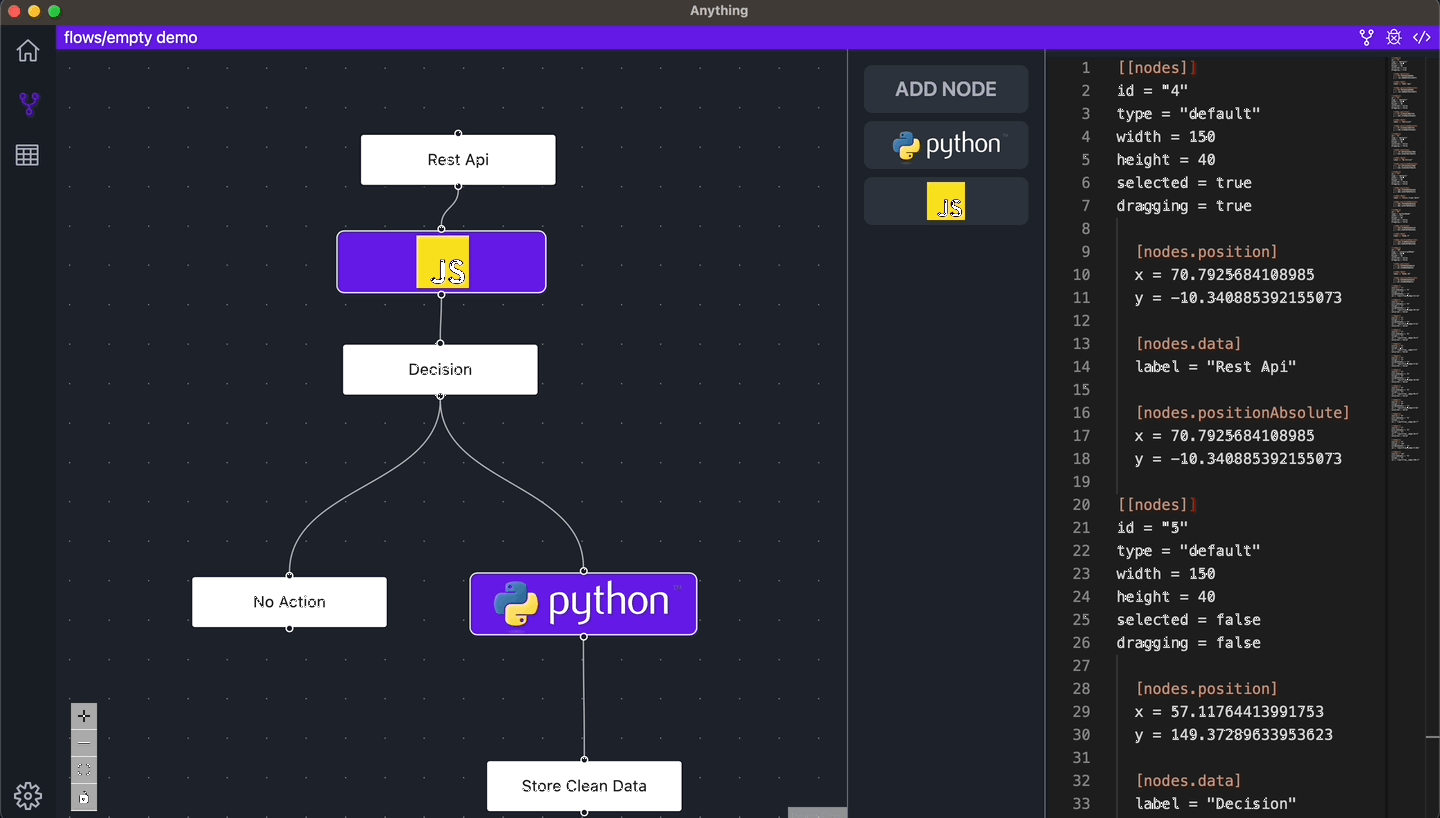 Anything
flows/empty demo
Rest Api
JS
Decision
No Action
python™
Store Clean Data
ADD NODE
python™
JS
1 [[nodes]]
2 id = "4"
3 type = "default"
4 width = 150
5 height = 40
6 selected = true
7 dragging = true
8
9 [nodes.position]
10 x = 70.7925684108985
11 y = -10.340885392155073
12
13 [nodes.data]
14 label = "Rest Api"
15
16 [nodes.positionAbsolute]
17 x = 70.7925684108985
18 y = -10.340885392155073
19
20 [[nodes]]
21 id = "5"
22 type = "default"
23 width = 150
24 height = 40
25 selected = false
26 dragging = false
27
28 [nodes.position]
29 x = 57.11764413991753
30 y = 149.37289633953623
31
32 [nodes.data]
33 label = "Decision"